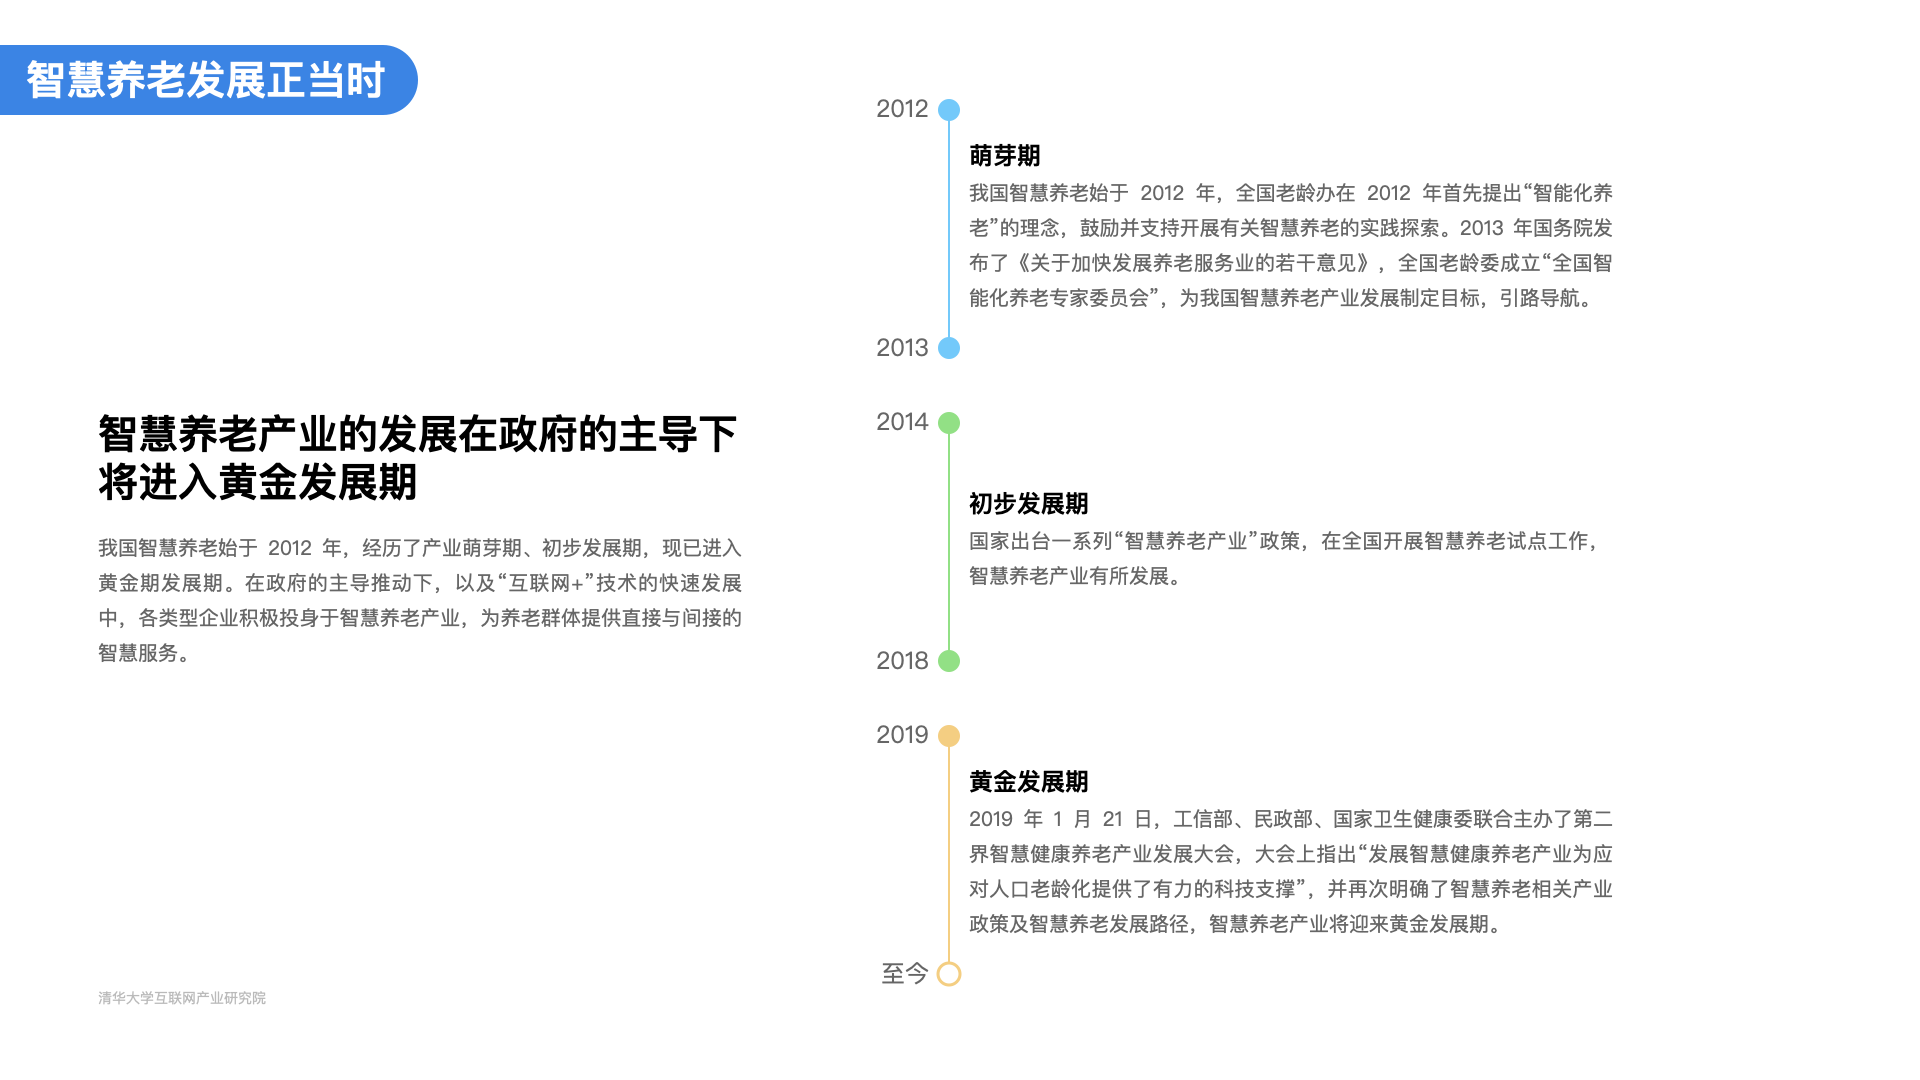 智慧养老发展正当时
智慧养老产业的发展在政府的主导下
将进入黄金发展期
我国智慧养老始于 2012 年，经历了产业萌芽期、初步发展期，现已进入
黄金期发展期。在政府的主导推动下，以及“互联网+”技术的快速发展
中，各类型企业积极投身于智慧养老产业，为养老群体提供直接与间接的
智慧服务。
清华大学互联网产业研究院
2012
萌芽期
我国智慧养老始于 2012 年，全国老龄办在 2012 年首先提出“智能化养
老”的理念，鼓励并支持开展有关智慧养老的实践探索。2013 年国务院发
布了《关于加快发展养老服务业的若干意见》，全国老龄委成立“全国智
能化养老专家委员会”，为我国智慧养老产业发展制定目标，引路导航。
2013
2014
初步发展期
国家出台一系列“智慧养老产业”政策，在全国开展智慧养老试点工作，
智慧养老产业有所发展。
2018
2019
黄金发展期
2019 年 1 月 21 日，工信部、民政部、国家卫生健康委联合主办了第二
界智慧健康养老产业发展大会，大会上指出“发展智慧健康养老产业为应
对人口老龄化提供了有力的科技支撑”，并再次明确了智慧养老相关产业
政策及智慧养老发展路径，智慧养老产业将迎来黄金发展期。
至今